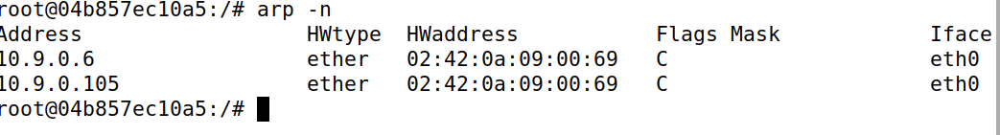 root@04b857ec10a5:/# arp -n
Address                  HWtype  HWaddress           Flags Mask            Iface
10.9.0.6                 ether   02:42:0a:09:00:69   C                     eth0
10.9.0.105               ether   02:42:0a:09:00:69   C                     eth0
root@04b857ec10a5:/#